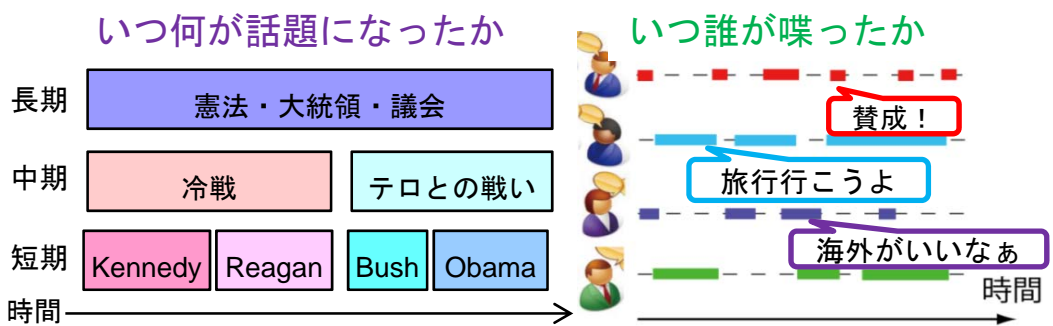 いつ何が話題になったか
長期
憲法・大統領・議会
中期
冷戦
テロとの戦い
短期
Kennedy
Reagan
Bush
Obama
時間
いつ誰が喋ったか
賛成！
旅行行こうよ
海外がいいなぁ
時間